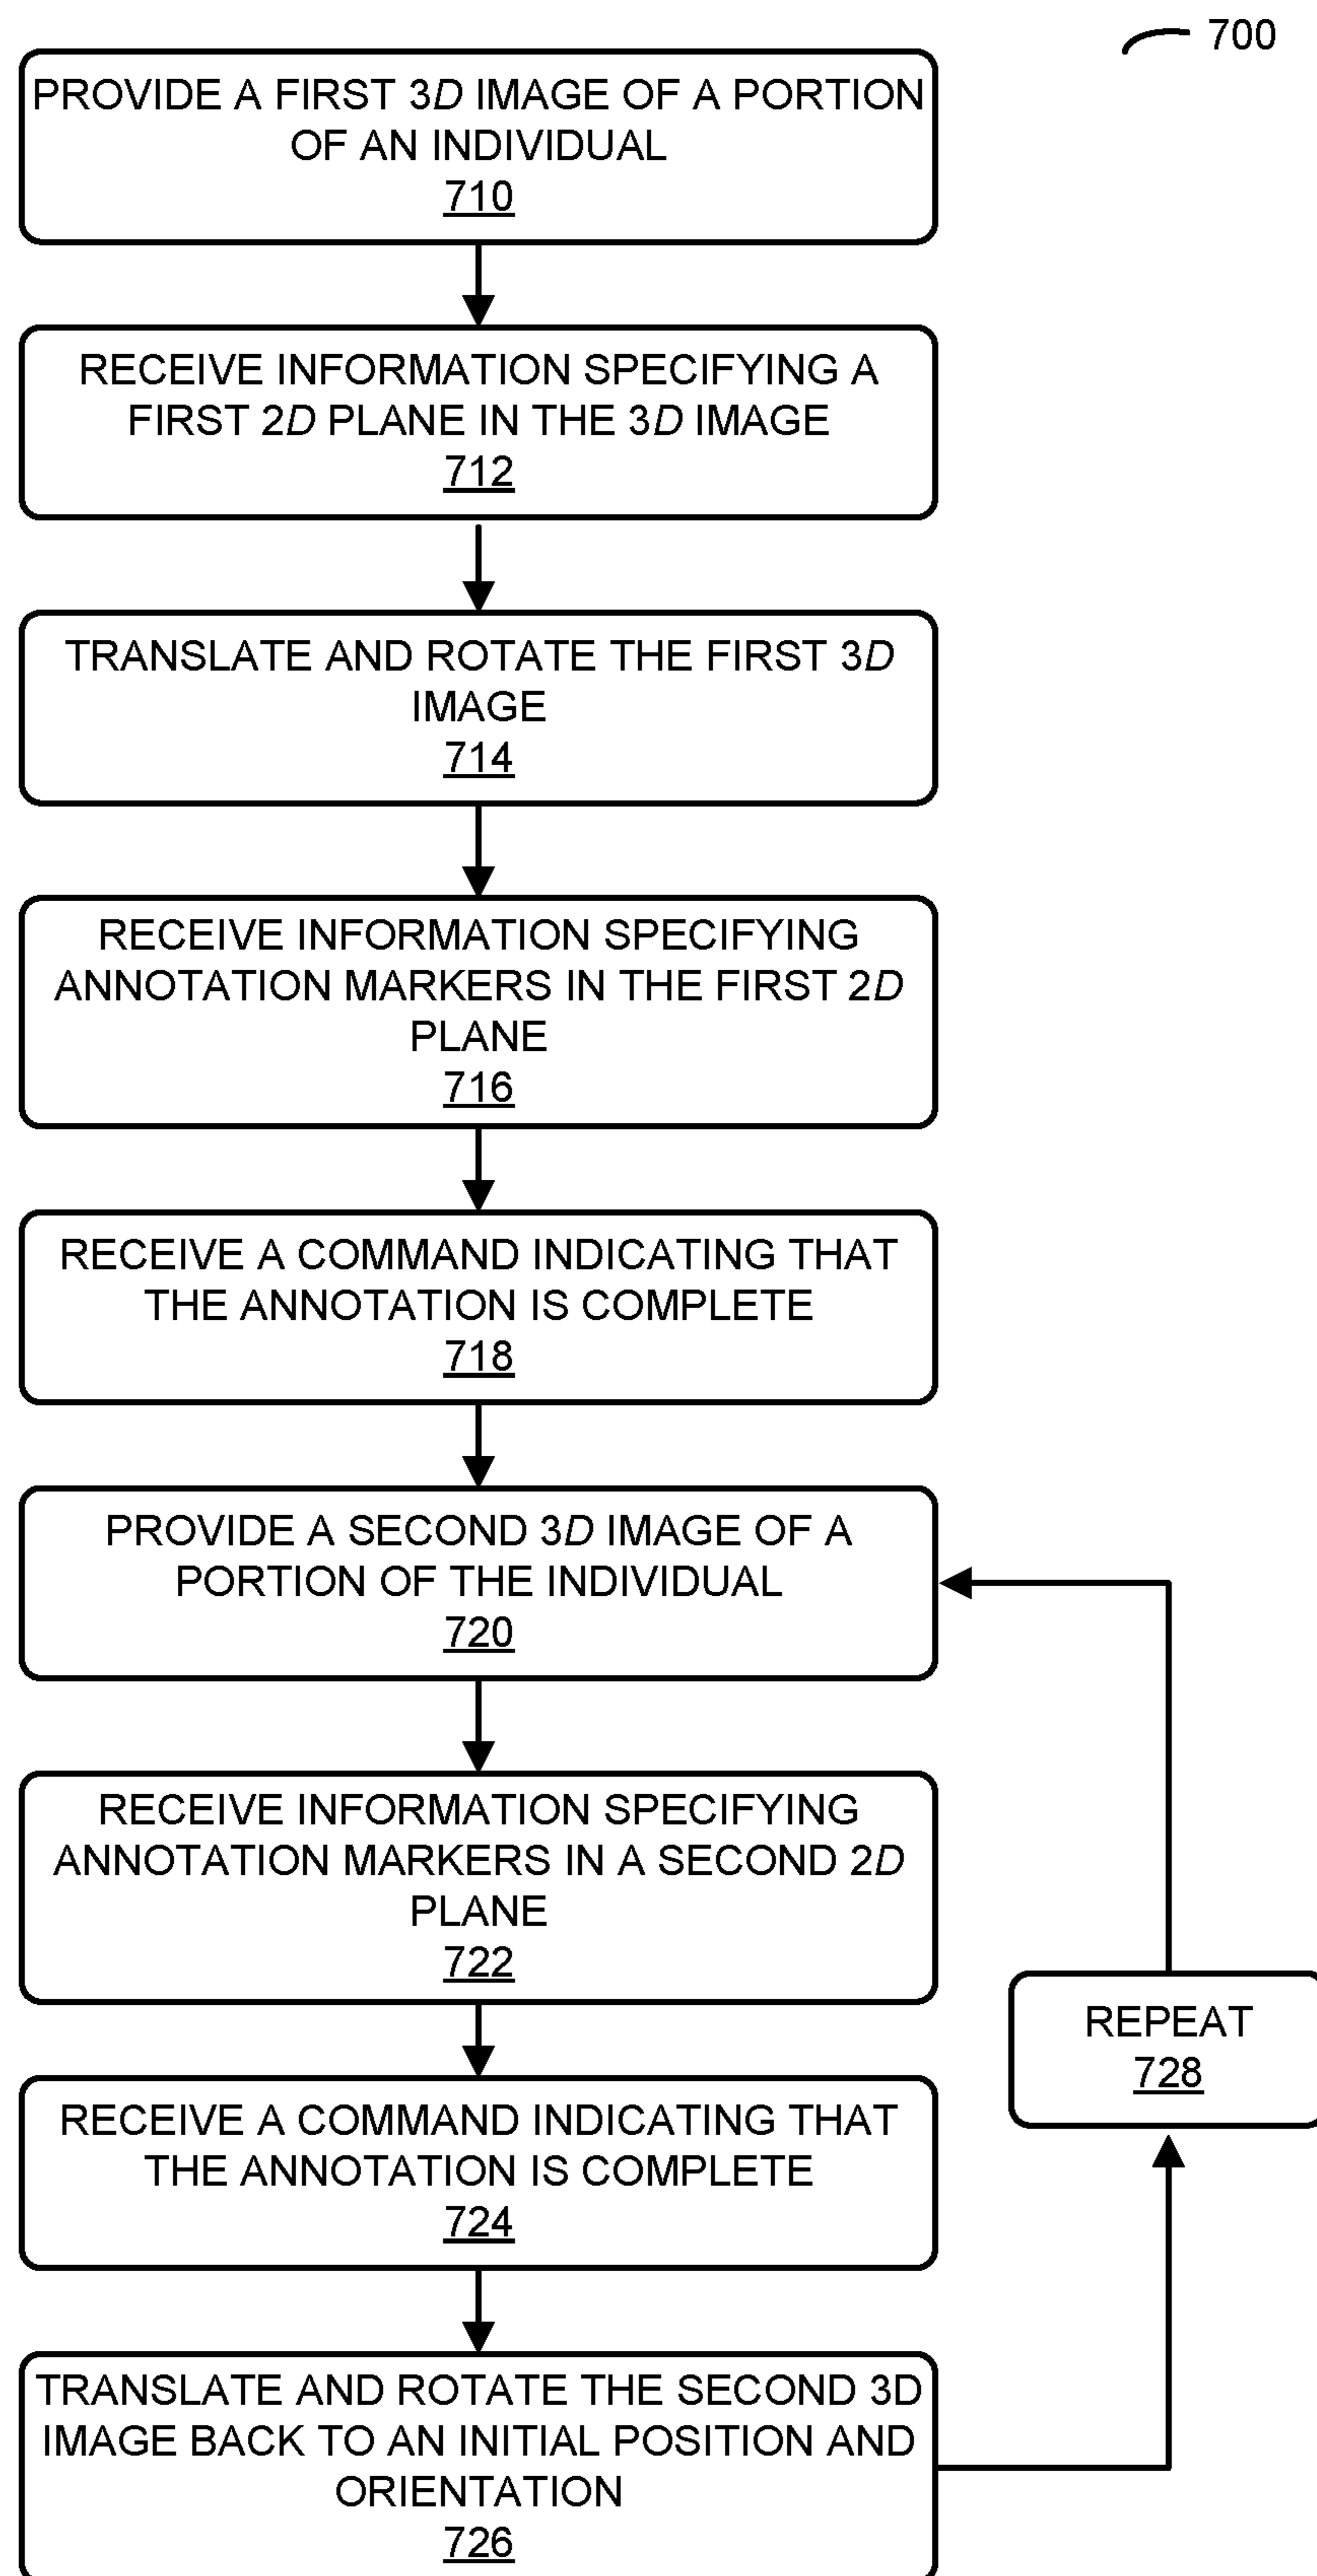 700
PROVIDE A FIRST 3D IMAGE OF A PORTION
OF AN INDIVIDUAL
710
RECEIVE INFORMATION SPECIFYING A
FIRST 2D PLANE IN THE 3D IMAGE
712
TRANSLATE AND ROTATE THE FIRST 3D
IMAGE
714
RECEIVE INFORMATION SPECIFYING
ANNOTATION MARKERS IN THE FIRST 2D
PLANE
716
RECEIVE A COMMAND INDICATING THAT
THE ANNOTATION IS COMPLETE
718
PROVIDE A SECOND 3D IMAGE OF A
PORTION OF THE INDIVIDUAL
720
RECEIVE INFORMATION SPECIFYING
ANNOTATION MARKERS IN A SECOND 2D
PLANE
722
RECEIVE A COMMAND INDICATING THAT
THE ANNOTATION IS COMPLETE
724
TRANSLATE AND ROTATE THE SECOND 3D
IMAGE BACK TO AN INITIAL POSITION AND
ORIENTATION
726
REPEAT
728